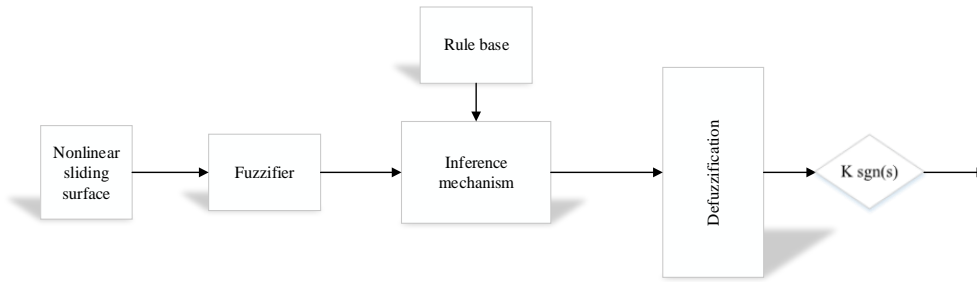 Rule base
Nonlinear
sliding
surface
Fuzzifier
Inference
mechanism
Defuzzification
K sgn(s)